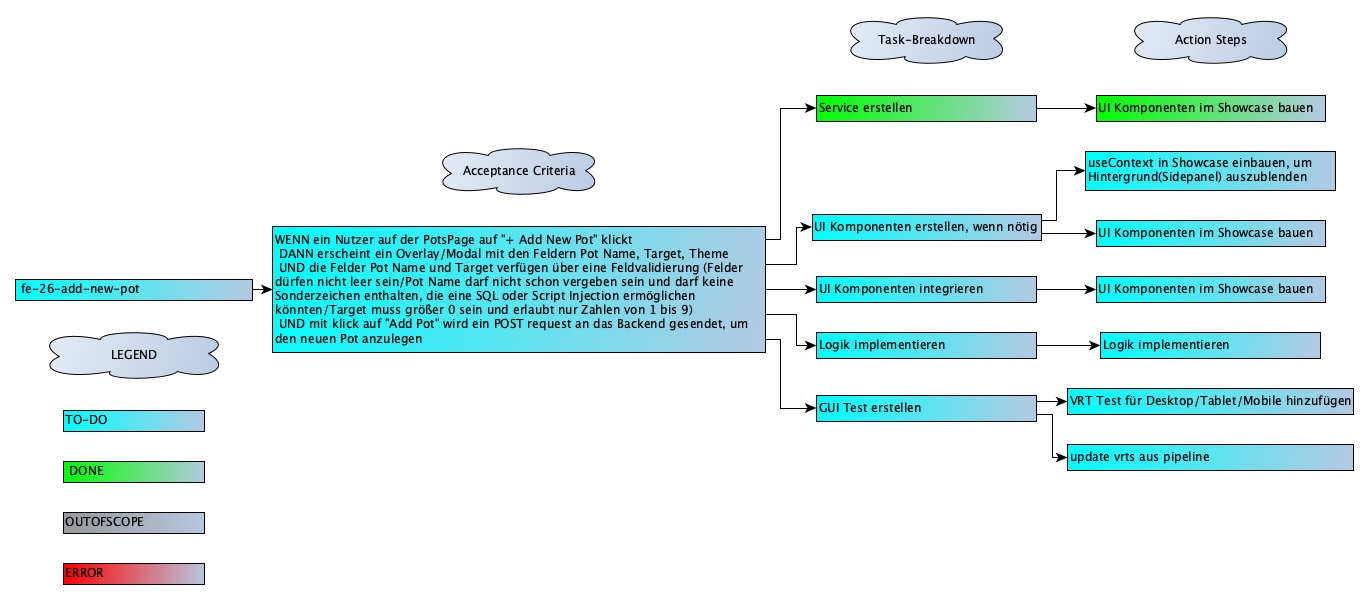 Task-Breakdown
Action Steps
Service erstellen
UI Komponenten im Showcase bauen
Acceptance Criteria
useContext in Showcase einbauen, um
Hintergrund(Sidepanel) auszublenden
UI Komponenten erstellen, wenn nötig
UI Komponenten im Showcase bauen
WENN ein Nutzer auf der PotsPage auf "+ Add New Pot" klickt
DANN erscheint ein Overlay/Modal mit den Feldern Pot Name, Target, Theme
UND die Felder Pot Name und Target verfügen über eine Feldvalidierung (Felder
dürfen nicht leer sein/Pot Name darf nicht schon vergeben sein und darf keine
Sonderzeichen enthalten, die eine SQL oder Script Injection ermöglichen
könnten/Target muss größer 0 sein und erlaubt nur Zahlen von 1 bis 9)
UND mit klick auf "Add Pot" wird ein POST request an das Backend gesendet, um
den neuen Pot anzulegen
fe-26-add-new-pot
UI Komponenten integrieren
UI Komponenten im Showcase bauen
Logik implementieren
Logik implementieren
GUI Test erstellen
VRT Test für Desktop/Tablet/Mobile hinzufügen
update vrts aus pipeline
LEGEND
TO-DO
DONE
OUTOFSCOPE
ERROR